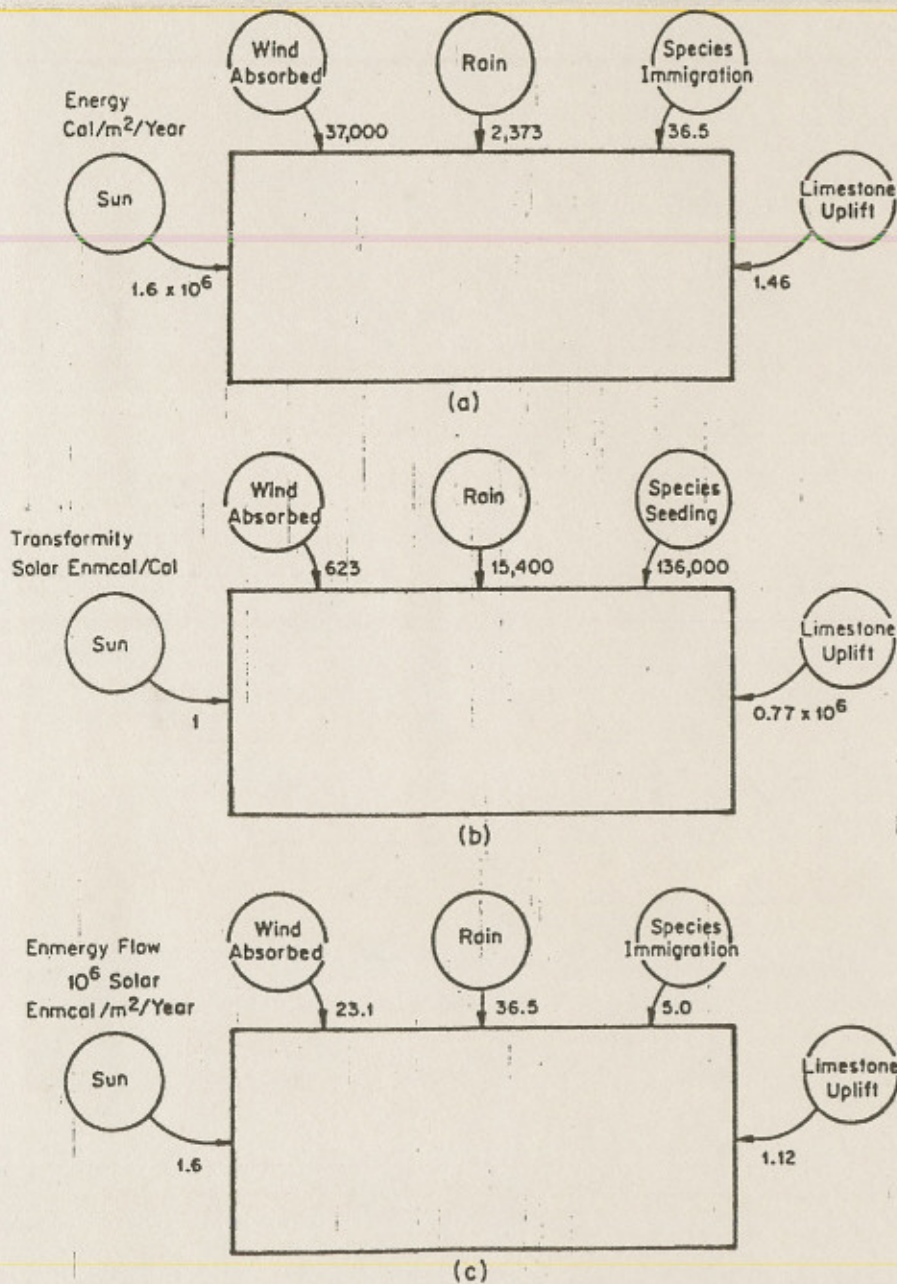 Wind
Absorbed
Rain
Species
Immigration
Energy
Cal/m²/Year
37,000
2,373
36.5
Sun
Limestone
Uplift
1.6 x 10⁶
1.46
(a)
Wind
Absorbed
Rain
Species
Seeding
Transformity
Solar Enmcal/Cal
623
15,400
136,000
Sun
Limestone
Uplift
1
0.77 x 10⁶
(b)
Wind
Absorbed
Rain
Species
Immigration
Enmergy Flow
10⁶ Solar
Enmcal/m²/Year
23.1
36.5
5.0
Sun
Limestone
Uplift
1.6
1.12
(c)